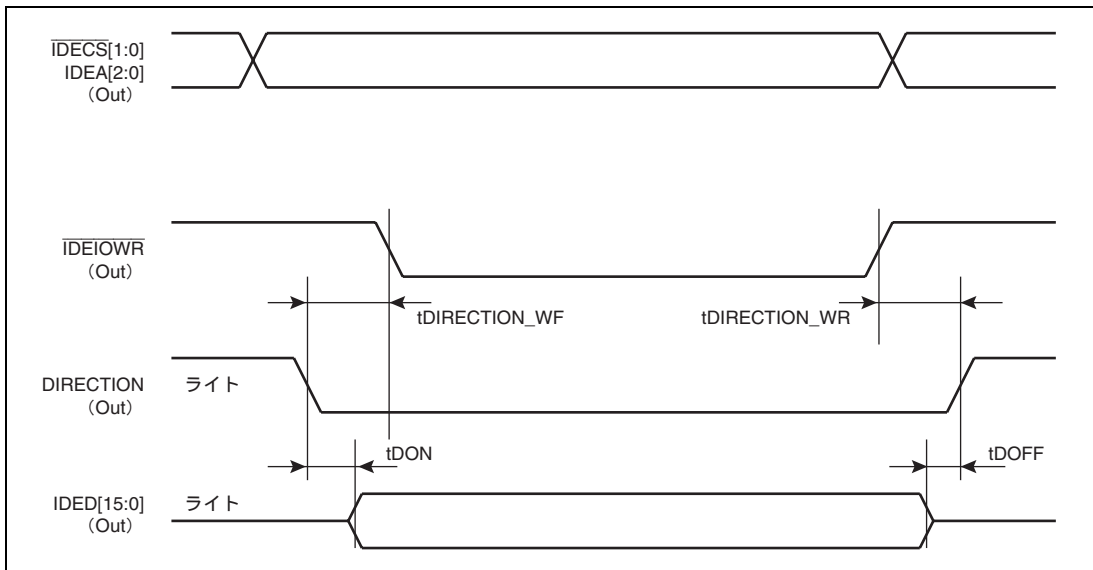 IDECS[1:0]
IDEA[2:0]
（Out）
IDEIOWR
（Out）
tDIRECTION_WF
tDIRECTION_WR
DIRECTION
（Out）
ライト
tDON
tDOFF
IDED[15:0]
（Out）
ライト